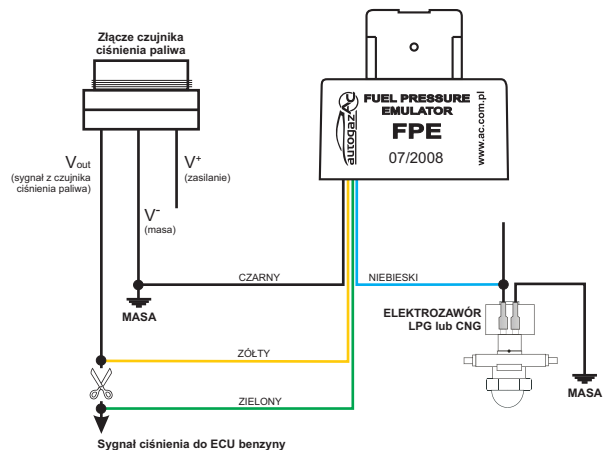 Złącze czujnika
ciśnienia paliwa
Vout
(sygnał z czujnika
ciśnienia paliwa)
V+
(zasilanie)
V-
(masa)
MASA
autogaz AC
FUEL PRESSURE
EMULATOR
FPE
07/2008
www.ac.com.pl
CZARNY
NIEBIESKI
ELEKTROZAWÓR
LPG lub CNG
MASA
ŻÓŁTY
ZIELONY
Sygnał ciśnienia do ECU benzyny